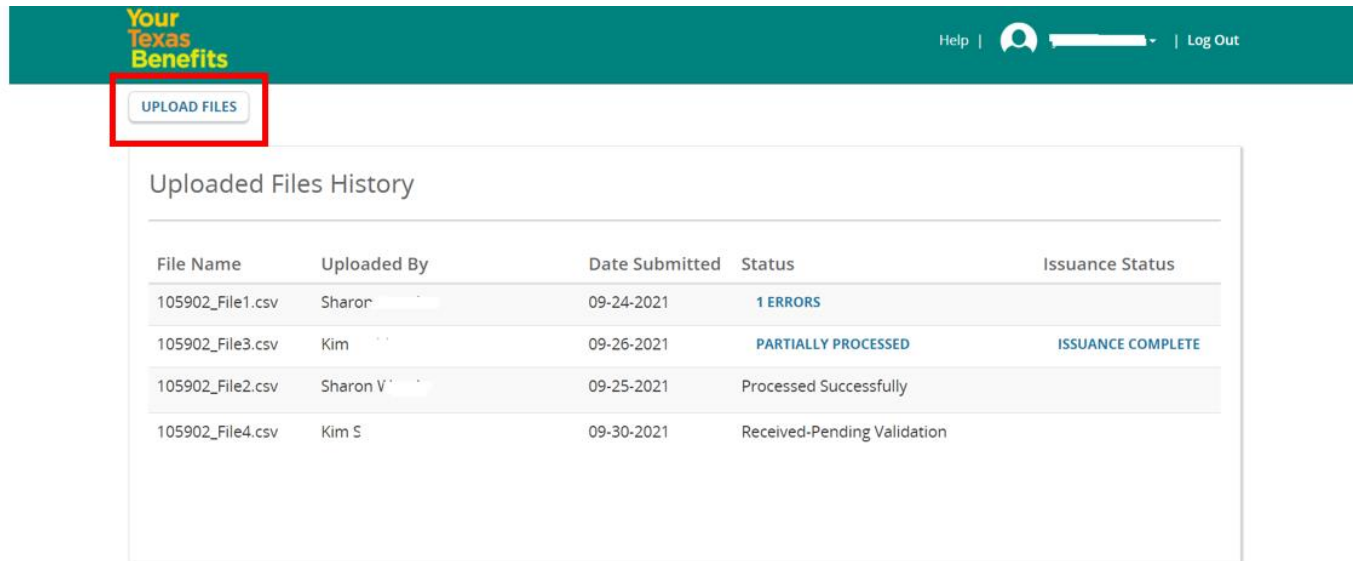 Your
Texas
Benefits
Help | | Log Out
UPLOAD FILES
Uploaded Files History
File Name Uploaded By Date Submitted Status Issuance Status
105902_File1.csv Sharon 09-24-2021 1 ERRORS
105902_File3.csv Kim 09-26-2021 PARTIALLY PROCESSED ISSUANCE COMPLETE
105902_File2.csv Sharon 09-25-2021 Processed Successfully
105902_File4.csv Kim S 09-30-2021 Received-Pending Validation